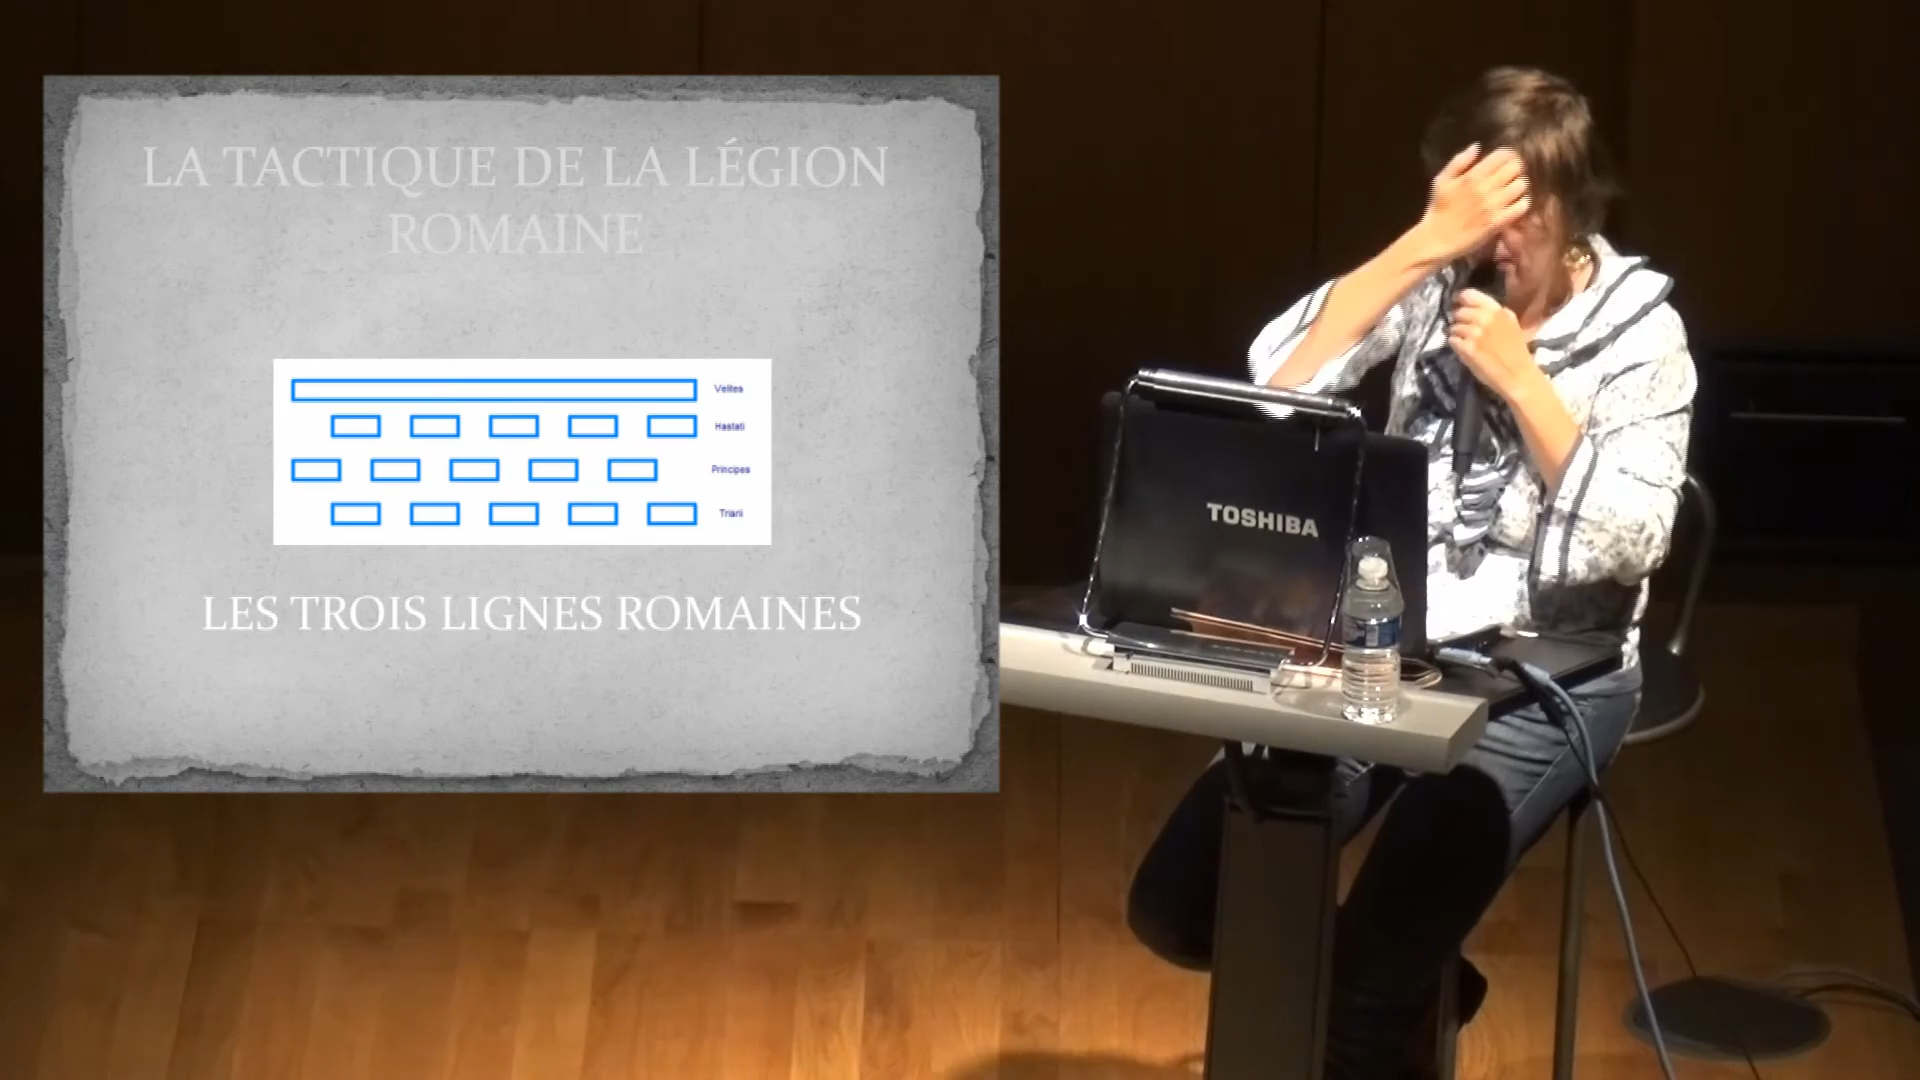 LA TACTIQUE DE LA LÉGION
ROMAINE
Velites
Hastati
Principes
Triarii
LES TROIS LIGNES ROMAINES
TOSHIBA